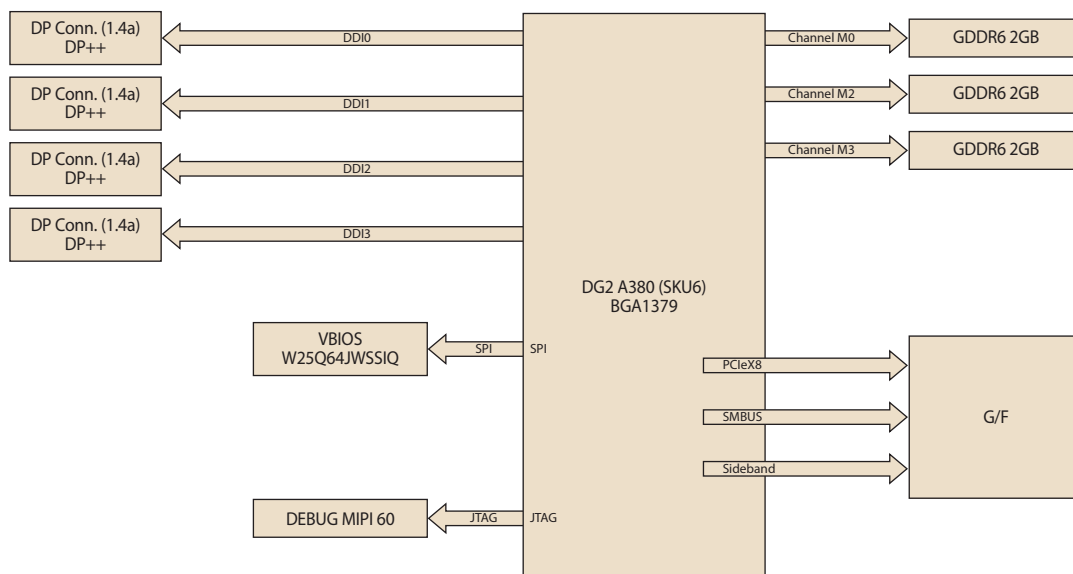 DP Conn. (1.4a)
DP++
DDI0
Channel M0
GDDR6 2GB
DP Conn. (1.4a)
DP++
DDI1
Channel M2
GDDR6 2GB
DP Conn. (1.4a)
DP++
DDI2
Channel M3
GDDR6 2GB
DP Conn. (1.4a)
DP++
DDI3
DG2 A380 (SKU6)
BGA1379
VBIOS
W25Q64JWSSIQ
SPI
SPI
PCIeX8
SMBUS
Sideband
G/F
DEBUG MIPI 60
JTAG
JTAG